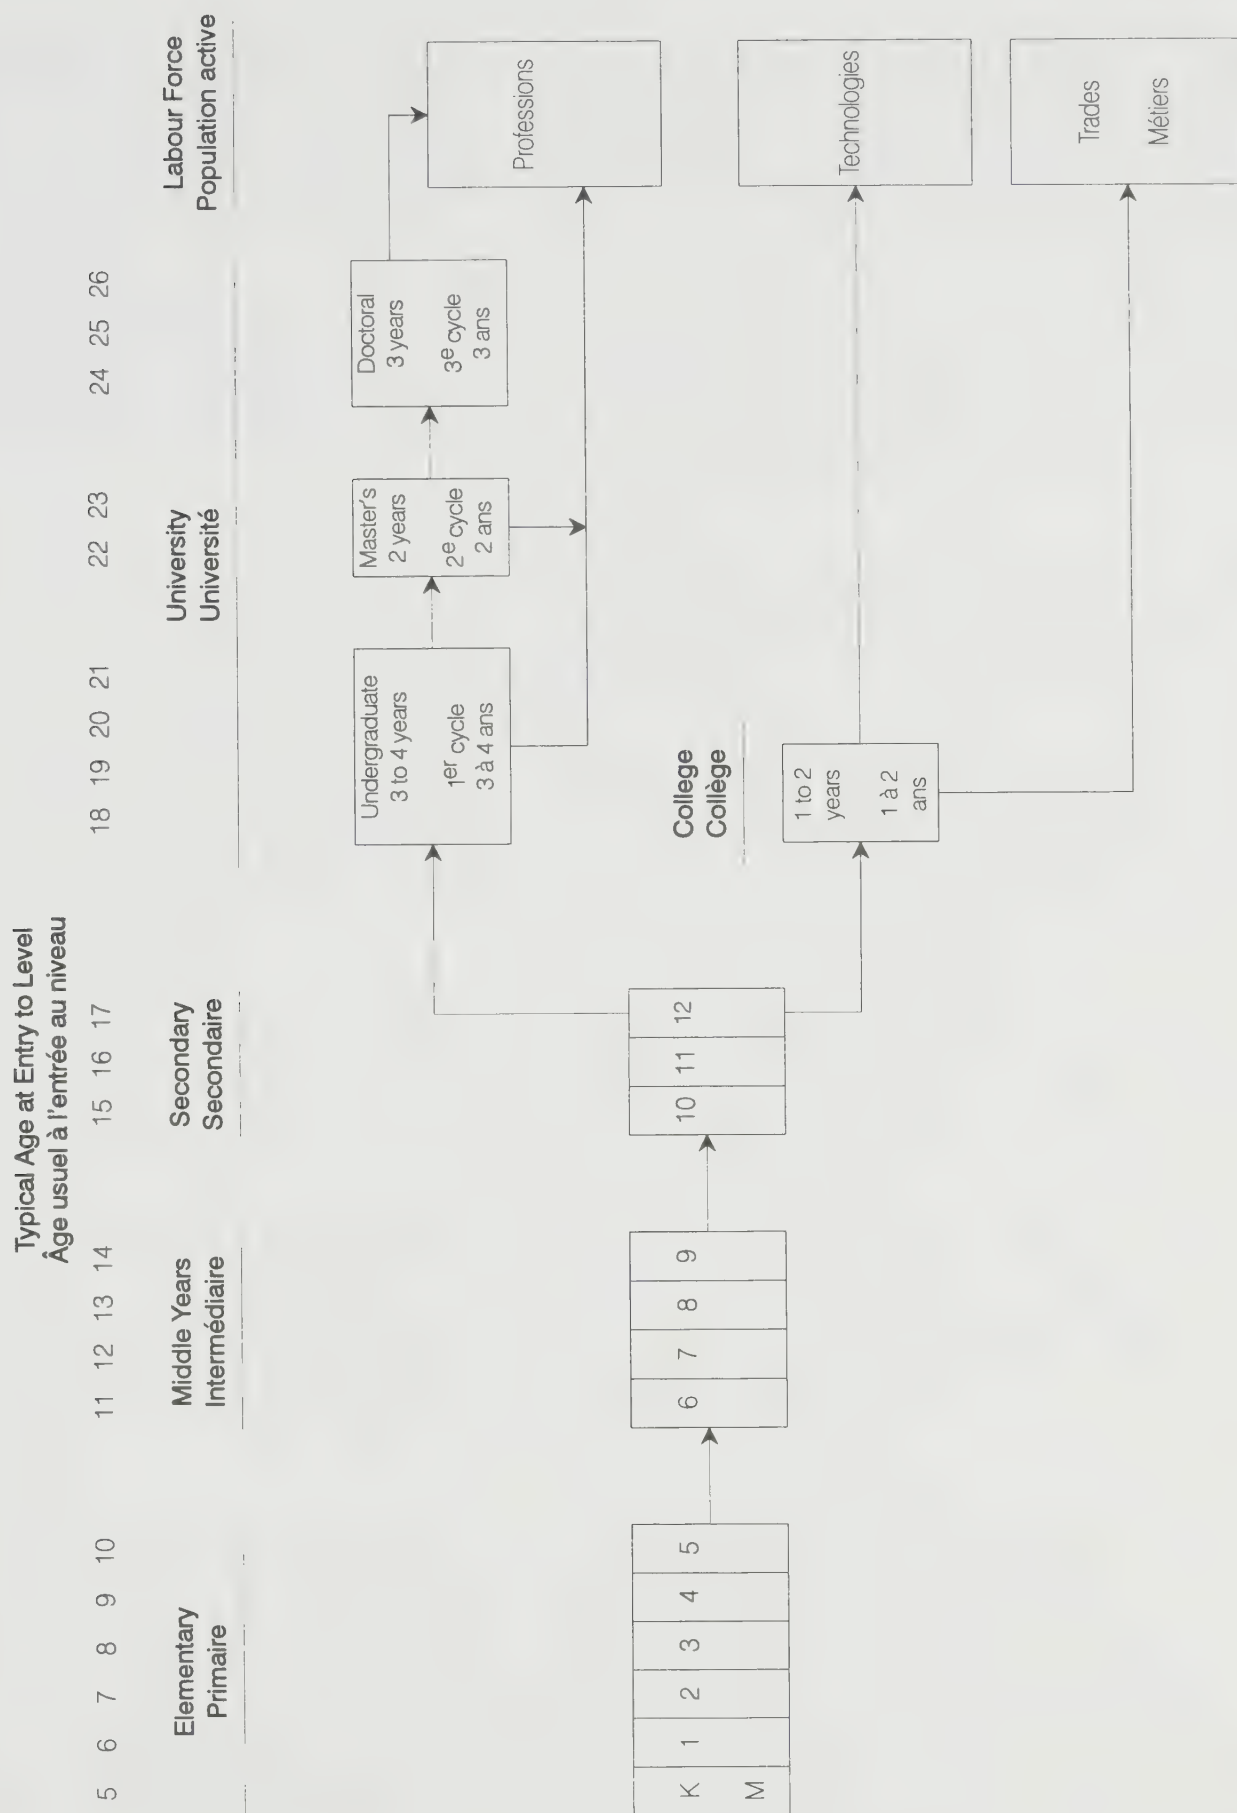 Typical Age at Entry to Level
Âge usuel à l'entrée au niveau
5 6 7 8 9 10 11 12 13 14 15 16 17 18 19 20 21 22 23 24 25 26
Elementary
Primaire
Middle Years
Intermédiaire
Secondary
Secondaire
University
Université
Labour Force
Population active
Undergraduate
3 to 4 years
1er cycle
3 à 4 ans
Master's
2 years
2e cycle
2 ans
Doctoral
3 years
3e cycle
3 ans
Professions
K 1 2 3 4 5
M
6 7 8 9
10 11 12
College
Collège
1 to 2
years
1 à 2
ans
Technologies
Trades
Métiers